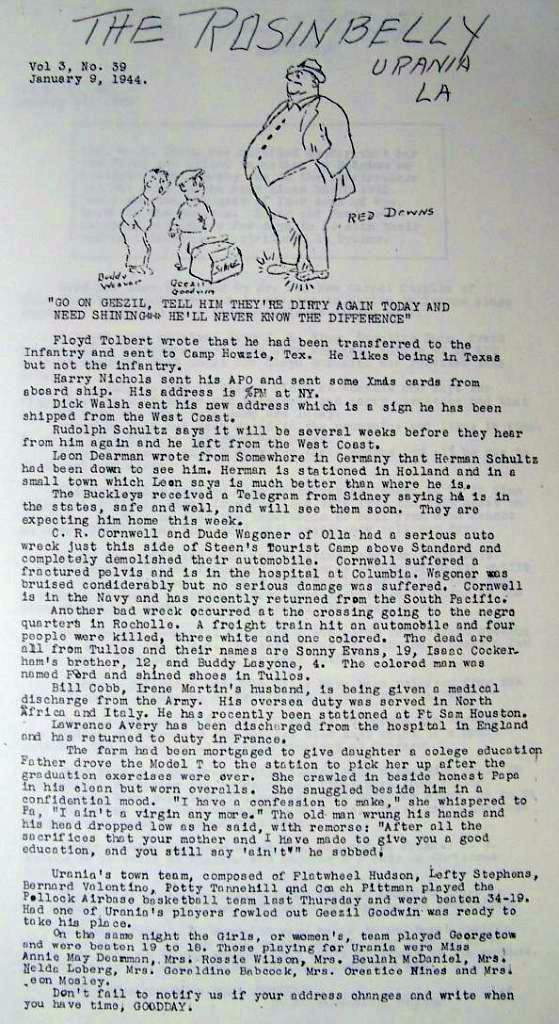 THE ROSINBELLY
URANIA
LA
Vol 3, No. 39
January 9, 1944.
RED DOWNS
SHINE
Buddy
Weaver
Geezil
Goodwin
"GO ON GEEZIL, TELL HIM THEY'RE DIRTY AGAIN TODAY AND
NEED SHINING** HE'LL NEVER KNOW THE DIFFERENCE"
Floyd Tolbert wrote that he had been transferred to the
Infantry and sent to Camp Howzie, Tex. He likes being in Texas
but not the infantry.
Harry Nichols sent his APO and sent some Xmas cards from
aboard ship. His address is %PM at NY.
Dick Walsh sent his new address which is a sign he has been
shipped from the West Coast.
Rudolph Schultz says it will be several weeks before they hear
from him again and he left from the West Coast.
Leon Dearman wrote from Somewhere in Germany that Herman Schultz
had been down to see him. Herman is stationed in Holland and in a
small town which Leon says is much better than where he is.
The Buckleys received a Telegram from Sidney saying he is in
the states, safe and well, and will see them soon. They are
expecting him home this week.
C. R. Cornwell and Dude Wagoner of Olla had a serious auto
wreck just this side of Steen's Tourist Camp above Standard and
completely demolished their automobile. Cornwell suffered a
fractured pelvis and is in the hospital at Columbia. Wagoner was
bruised condiderably but no serious damage was suffered. Cornwell
is in the Navy and has recently returned from the South Pacific.
Another bad wreck occurred at the crossing going to the negro
quarters in Rochelle. A freight train hit an automobile and four
people were killed, three white and one colored. The dead are
all from Tullos and their names are Sonny Evans, 19, Isaac Cocker-
ham's brother, 12, and Buddy Lasyone, 4. The colored man was
named Ford and shined shoes in Tullos.
Bill Cobb, Irene Martin's husband, is being given a medical
discharge from the Army. His oversea duty was served in North
Africa and Italy. He has recently been stationed at Ft Sam Houston.
Lawrence Avery has been discharged from the hospital in England
and has returned to duty in France.
The farm had been mortgaged to give daughter a colege education
Father drove the Model T to the station to pick her up after the
graduation exercises were over. She crawled in beside honest Papa
in his clean but worn overalls. She snuggled beside him in a
confidential mood. "I have a confession to make," she whispered to
Pa, "I ain't a virgin any more." The old man wrung his hands and
his head dropped low as he said, with remorse: "After all the
sacrifices that your mother and I have made to give you a good
education, and you still say 'ain't'" he sobbed.
Urania's town team, composed of Flatwheel Hudson, Lefty Stephens,
Bernard Valentine, Potty Tannehill qnd Coach Pittman played the
Pollock Airbase basketball team last Thursday and were beaten 34-19.
Had one of Urania's players fowled out Geezil Goodwin was ready to
take his place.
On the same night the Girls, or women's, team played Georgetow
and were beaten 19 to 18. Those playing for Urania were Miss
Annie May Dearman, Mrs. Rossie Wilson, Mrs. Beulah McDaniel, Mrs.
Nelda Loberg, Mrs. Geraldine Babcock, Mrs. Orentice Hines and Mrs.
Leon Mosley.
Don't fail to notify us if your address changes and write when
you have time, GOODDAY.